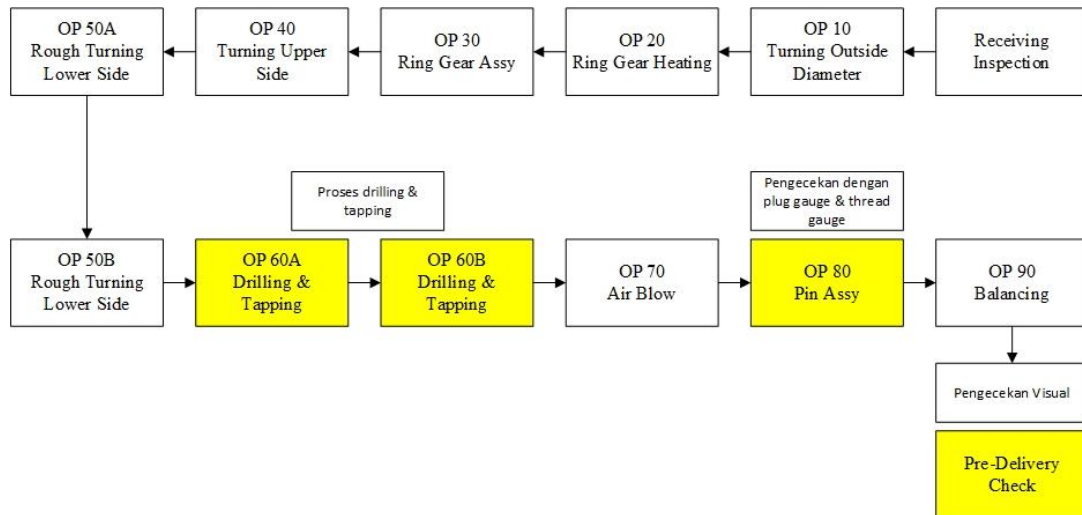 OP 50A
Rough Turning
Lower Side
OP 40
Turning Upper
Side
OP 30
Ring Gear Assy
OP 20
Ring Gear Heating
OP 10
Turning Outside
Diameter
Receiving
Inspection
Proses drilling &
tapping
Pengecekan dengan
plug gauge & thread
gauge
OP 50B
Rough Turning
Lower Side
OP 60A
Drilling &
Tapping
OP 60B
Drilling &
Tapping
OP 70
Air Blow
OP 80
Pin Assy
OP 90
Balancing
Pengecekan Visual
Pre-Delivery
Check